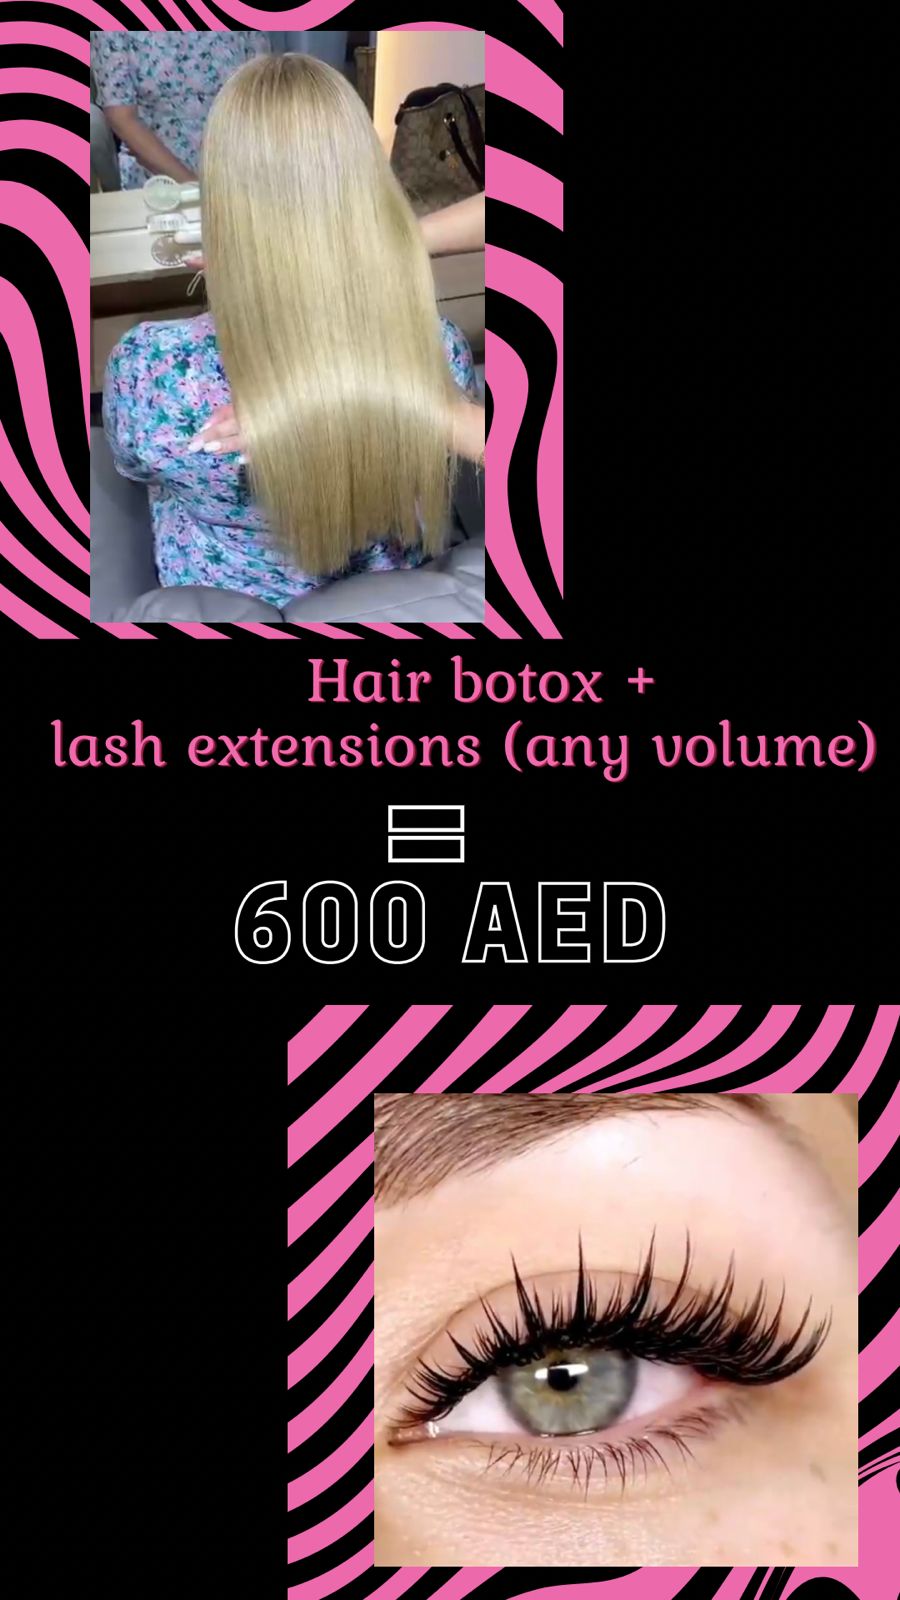 Hair botox +
lash extensions (any volume)
=
600 AED